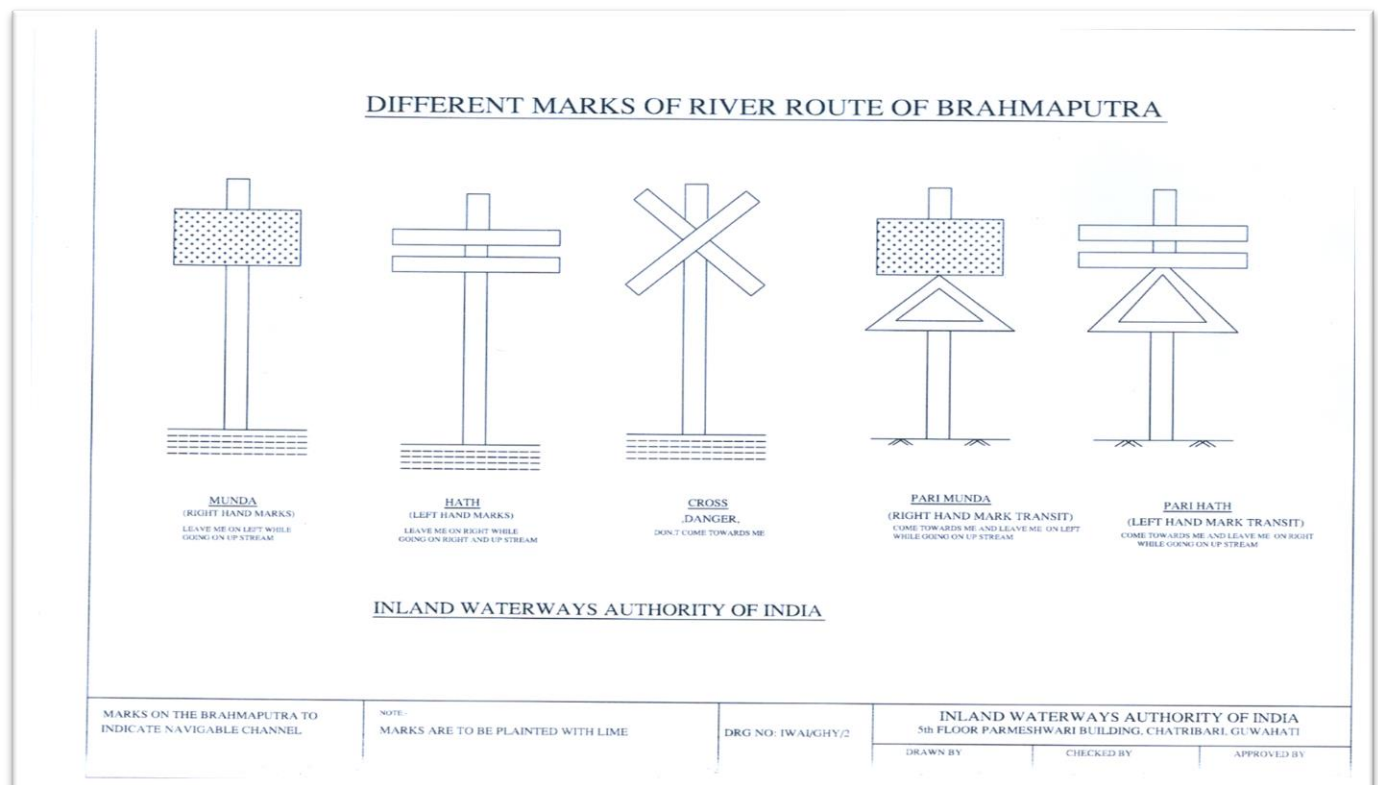 DIFFERENT MARKS OF RIVER ROUTE OF BRAHMAPUTRA
MUNDA
(RIGHT HAND MARKS)
LEAVE ME ON LEFT WHILE
GOING ON UP STREAM
HATH
(LEFT HAND MARKS)
LEAVE ME ON RIGHT WHILE
GOING ON RIGHT AND UP STREAM
CROSS
,DANGER,
DON,T COME TOWARDS ME
PARI MUNDA
(RIGHT HAND MARK TRANSIT)
COME TOWARDS ME AND LEAVE ME ON LEFT
WHILE GOING ON UP STREAM
PARI HATH
(LEFT HAND MARK TRANSIT)
COME TOWARDS ME AND LEAVE ME ON RIGHT
WHILE GOING ON UP STREAM
INLAND WATERWAYS AUTHORITY OF INDIA
MARKS ON THE BRAHMAPUTRA TO
INDICATE NAVIGABLE CHANNEL
NOTE:-
MARKS ARE TO BE PLAINTED WITH LIME
DRG NO: IWAI/GHY/2
INLAND WATERWAYS AUTHORITY OF INDIA
5th FLOOR PARMESHWARI BUILDING, CHATRIBARI, GUWAHATI
DRAWN BY
CHECKED BY
APPROVED BY